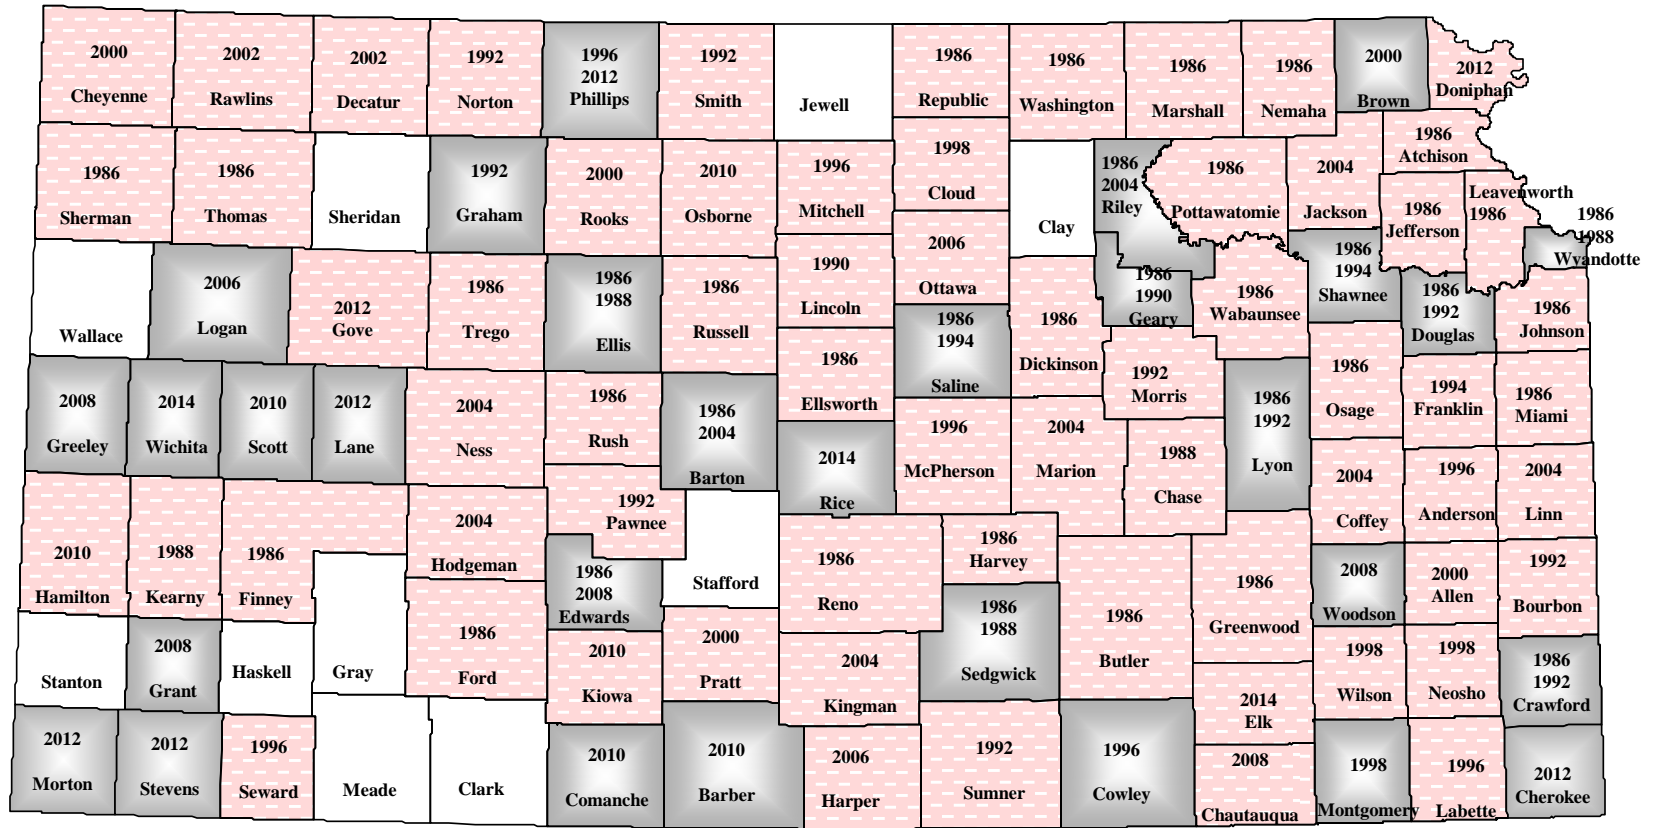 2000
Cheyenne
2002
Rawlins
2002
Decatur
1992
Norton
1996
2012
Phillips
1992
Smith
Jewell
1986
Republic
1986
Washington
1986
Marshall
1986
Nemaha
2000
Brown
2012
Doniphan
1986
Sherman
1986
Thomas
Sheridan
1992
Graham
2000
Rooks
2010
Osborne
1996
Mitchell
1998
Cloud
Clay
1986
2004
Riley
1986
Pottawatomie
2004
Jackson
1986
Atchison
1986
Jefferson
Leavenworth
1986
1986
1988
Wyandotte
Wallace
2006
Logan
2012
Gove
1986
Trego
1986
1988
Ellis
1986
Russell
1990
Lincoln
2006
Ottawa
1986
1994
Saline
1986
Dickinson
1986
1990
Geary
1986
Wabaunsee
1986
1994
Shawnee
1986
1992
Douglas
1986
Johnson
2008
Greeley
2014
Wichita
2010
Scott
2012
Lane
2004
Ness
1986
Rush
1986
2004
Barton
1986
Ellsworth
2014
Rice
1996
McPherson
2004
Marion
1992
Morris
1988
Chase
1986
1992
Lyon
1986
Osage
1994
Franklin
1986
Miami
2010
Hamilton
1988
Kearny
1986
Finney
2004
Hodgeman
1992
Pawnee
1986
2008
Edwards
Stafford
1986
Reno
1986
Harvey
1986
1988
Sedgwick
1986
Butler
1986
Greenwood
2004
Coffey
1996
Anderson
2004
Linn
2008
Woodson
2000
Allen
1992
Bourbon
Stanton
2008
Grant
Haskell
Gray
1986
Ford
2010
Kiowa
2000
Pratt
2004
Kingman
2014
Elk
1998
Wilson
1998
Neosho
1986
1992
Crawford
2012
Morton
2012
Stevens
1996
Seward
Meade
Clark
2010
Comanche
2010
Barber
2006
Harper
1992
Sumner
1996
Cowley
2008
Chautauqua
1998
Montgomery
1996
Labette
2012
Cherokee